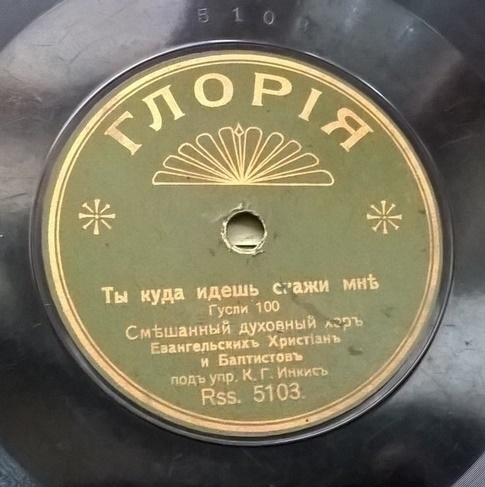 510
ГЛОРІЯ
Ты куда идешь скажи мнѣ
Гусли 100
Смѣшанный духовный хоръ
Евангельскихъ Христіанъ
и Баптистовъ
подъ упр. К. Г. Инкисъ
Rss. 5103.